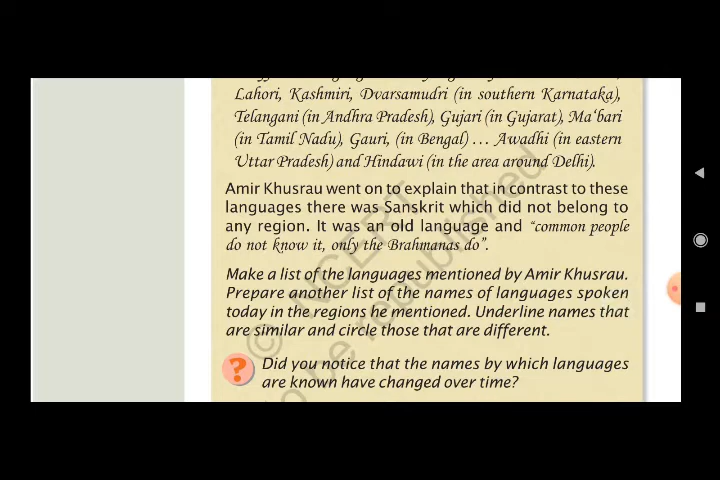 Lahori, Kashmiri, Dvarsamudri (in southern Karnataka),
Telangani (in Andhra Pradesh), Gujari (in Gujarat), Ma‘bari
(in Tamil Nadu), Gauri, (in Bengal) … Awadhi (in eastern
Uttar Pradesh) and Hindawi (in the area around Delhi).
Amir Khusrau went on to explain that in contrast to these
languages there was Sanskrit which did not belong to
any region. It was an old language and “common people
do not know it, only the Brahmanas do”.
Make a list of the languages mentioned by Amir Khusrau.
Prepare another list of the names of languages spoken
today in the regions he mentioned. Underline names that
are similar and circle those that are different.
? Did you notice that the names by which languages
are known have changed over time?
© NCERT
o be republished